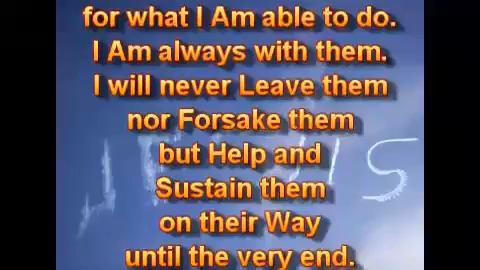 for what I Am able to do.
I Am always with them.
I will never Leave them
nor Forsake them
but Help and
Sustain them
on their Way
until the very end.